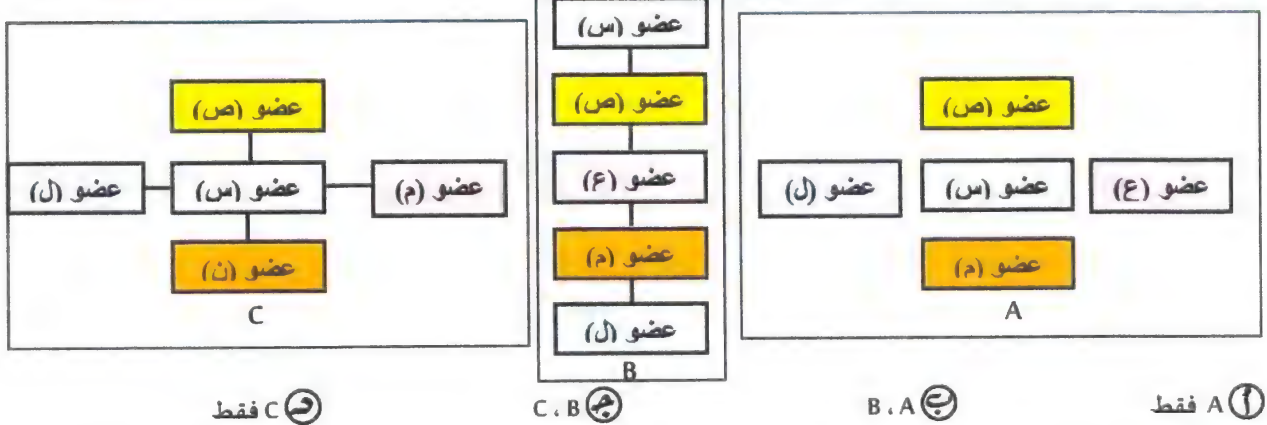 عضو (ص)
عضو (ع) عضو (س) عضو (ل)
عضو (م)
A
عضو (س)
عضو (ص)
عضو (ع)
عضو (م)
عضو (ل)
B
عضو (ص)
عضو (م) عضو (س) عضو (ل)
عضو (ن)
C
أ A فقط ب B ، A ج C ، B د C فقط